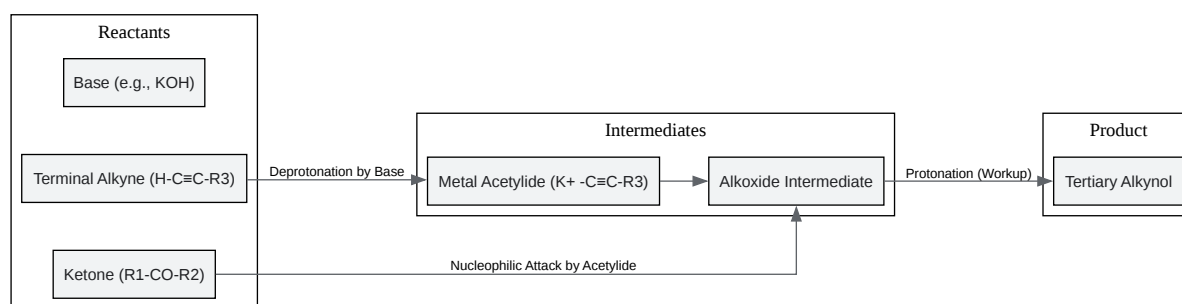 Reactants
Base (e.g., KOH)
Terminal Alkyne (H-C≡C-R3)
Ketone (R1-CO-R2)
Deprotonation by Base
Nucleophilic Attack by Acetylide
Intermediates
Metal Acetylide (K+ -C≡C-R3)
Alkoxide Intermediate
Protonation (Workup)
Product
Tertiary Alkynol